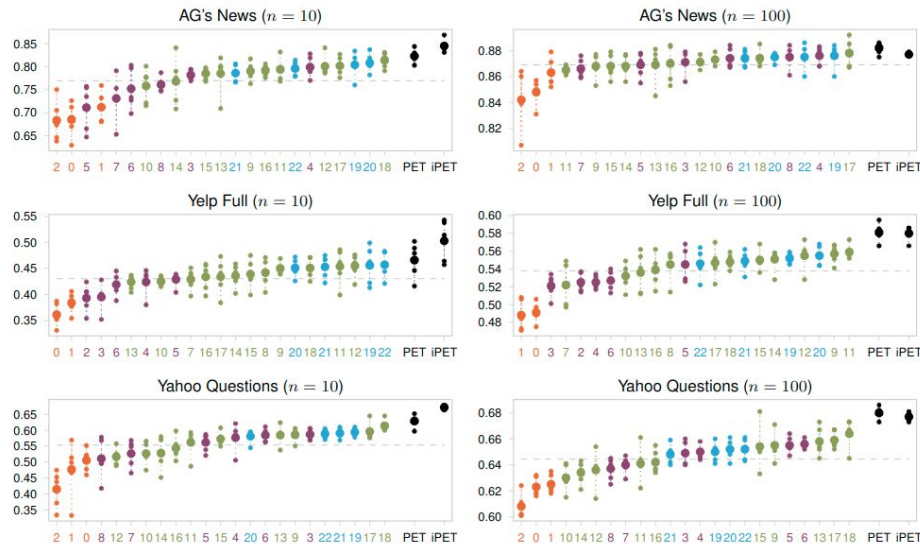 AG's News (n = 10)
0.85
0.80
0.75
0.70
0.65
2 0 5 1 7 6 10 8 14 3 15 13 21 9 16 11 22 4 12 17 19 20 18 PET iPET
AG's News (n = 100)
0.88
0.86
0.84
0.82
2 0 1 11 7 9 15 14 5 13 16 3 12 10 6 21 18 20 8 22 4 19 17 PET iPET
Yelp Full (n = 10)
0.55
0.50
0.45
0.40
0.35
0 1 2 3 6 13 4 10 5 7 16 17 14 15 8 9 20 18 21 11 12 19 22 PET iPET
Yelp Full (n = 100)
0.60
0.58
0.56
0.54
0.52
0.50
0.48
1 0 3 7 2 4 6 10 13 16 8 5 22 17 18 21 15 14 19 12 20 9 11 PET iPET
Yahoo Questions (n = 10)
0.65
0.60
0.55
0.50
0.45
0.40
0.35
2 1 0 8 12 7 10 14 16 11 5 15 4 20 6 13 9 3 22 21 19 17 18 PET iPET
Yahoo Questions (n = 100)
0.68
0.66
0.64
0.62
0.60
2 0 1 10 14 12 8 7 11 16 21 3 4 19 20 22 15 9 5 6 13 17 18 PET iPET